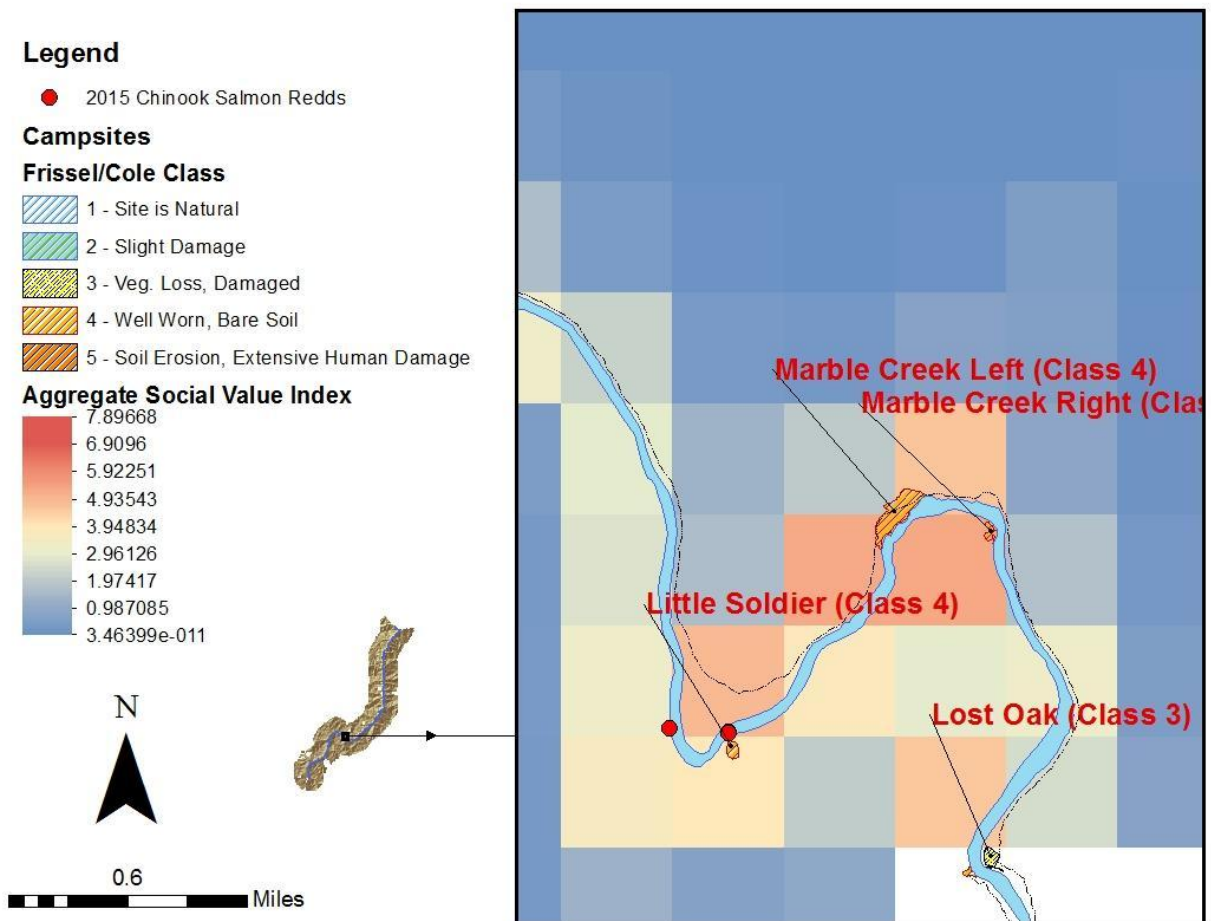 Legend
2015 Chinook Salmon Redds
Campsites
Frissel/Cole Class
1 - Site is Natural
2 - Slight Damage
3 - Veg. Loss, Damaged
4 - Well Worn, Bare Soil
5 - Soil Erosion, Extensive Human Damage
Aggregate Social Value Index
7.89668
6.9096
5.92251
4.93543
3.94834
2.96126
1.97417
0.987085
3.46399e-011
N
0.6
Miles
Marble Creek Left (Class 4)
Marble Creek Right (Clas
Little Soldier (Class 4)
Lost Oak (Class 3)